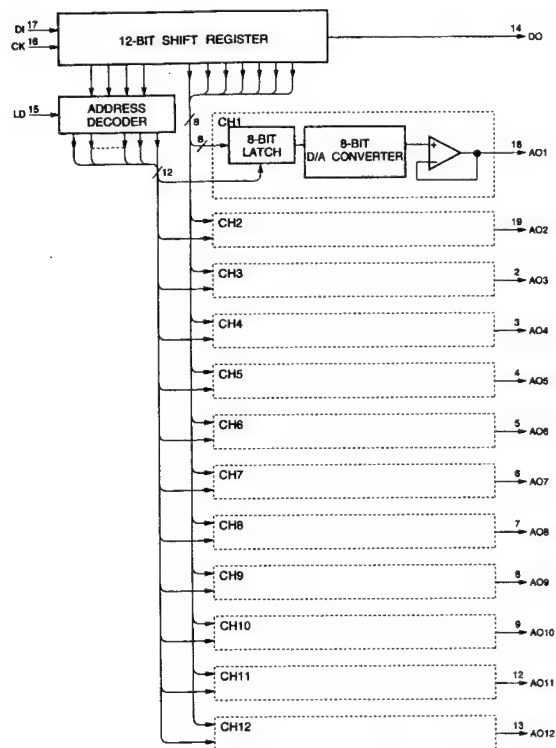 DI 17
CK 16
12-BIT SHIFT REGISTER
14 DO
LD 15
ADDRESS DECODER
8
8
12
CH1
8-BIT LATCH
8-BIT D/A CONVERTER
+
−
18 AO1
CH2
19 AO2
CH3
2 AO3
CH4
3 AO4
CH5
4 AO5
CH6
5 AO6
CH7
6 AO7
CH8
7 AO8
CH9
8 AO9
CH10
9 AO10
CH11
12 AO11
CH12
13 AO12